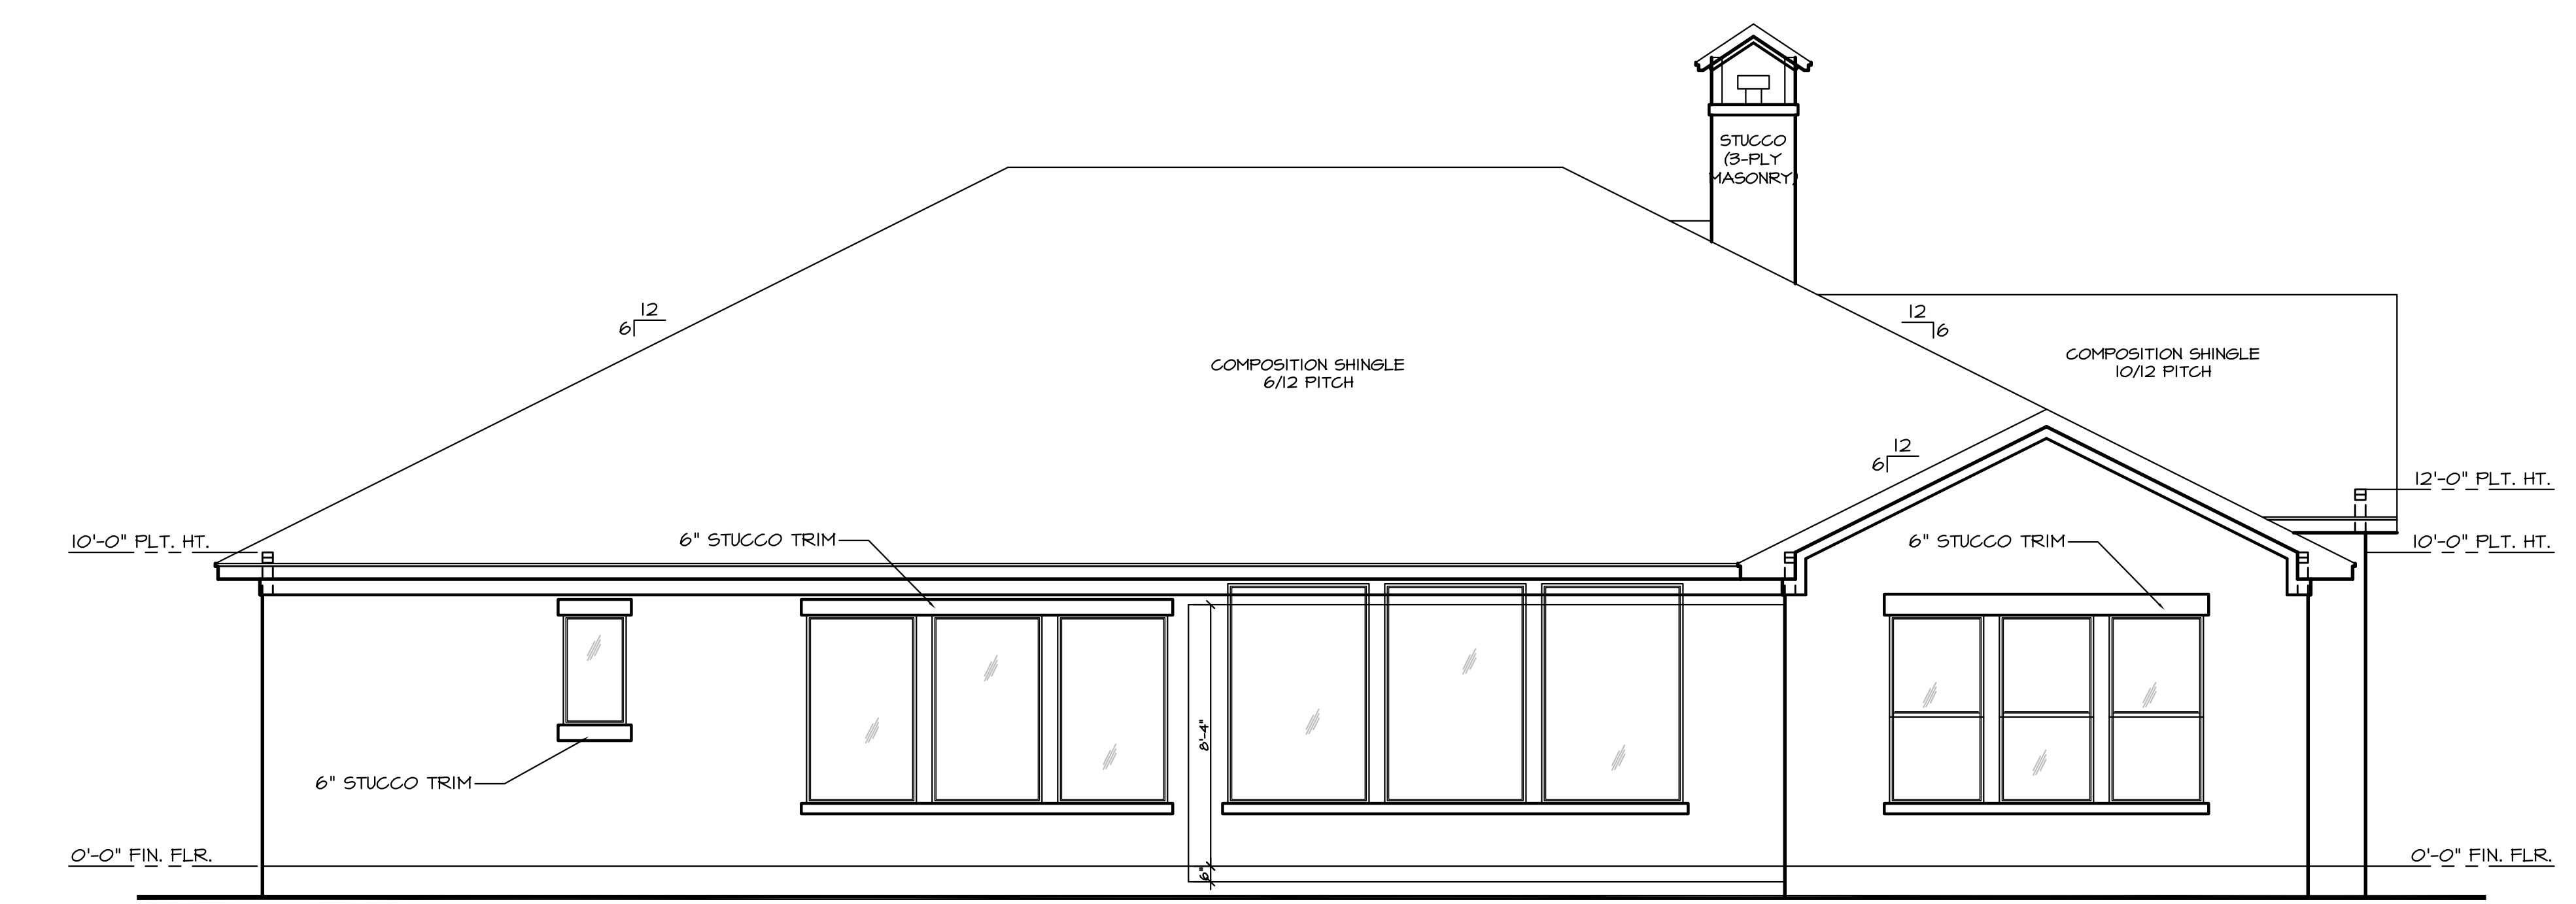 STUCCO
(3-PLY
MASONRY)
12
6
12
6
COMPOSITION SHINGLE
6/12 PITCH
COMPOSITION SHINGLE
10/12 PITCH
12
6
12'-0" PLT. HT.
10'-0" PLT. HT.
6" STUCCO TRIM
6" STUCCO TRIM
10'-0" PLT. HT.
8'-4"
6" STUCCO TRIM
0'-0" FIN. FLR.
6"
0'-0" FIN. FLR.